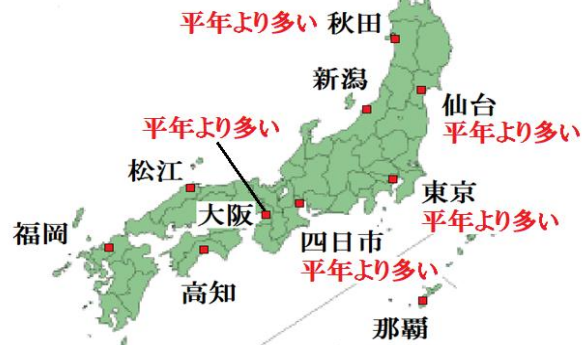 平年より多い 秋田
新潟
仙台
平年より多い
平年より多い
松江
大阪
東京
平年より多い
福岡
四日市
平年より多い
高知
那覇